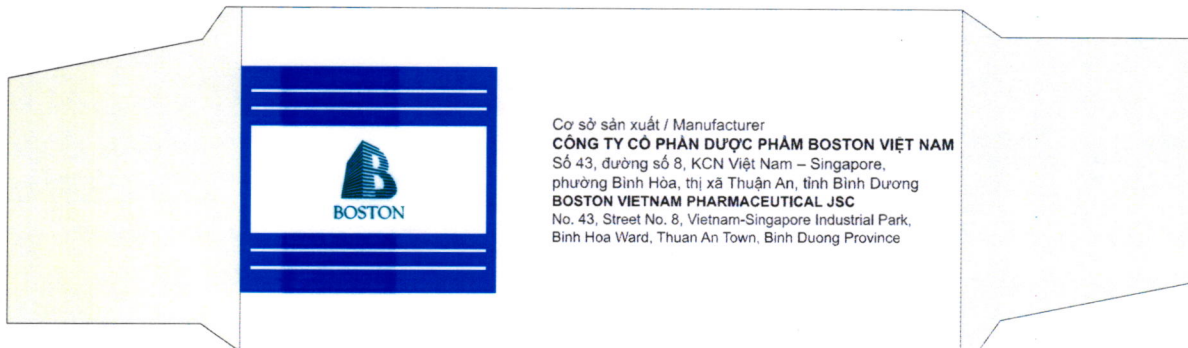 BOSTON
Cơ sở sản xuất / Manufacturer
CÔNG TY CỔ PHẦN DƯỢC PHẨM BOSTON VIỆT NAM
Số 43, đường số 8, KCN Việt Nam – Singapore,
phường Bình Hòa, thị xã Thuận An, tỉnh Bình Dương
BOSTON VIETNAM PHARMACEUTICAL JSC
No. 43, Street No. 8, Vietnam-Singapore Industrial Park,
Binh Hoa Ward, Thuan An Town, Binh Duong Province